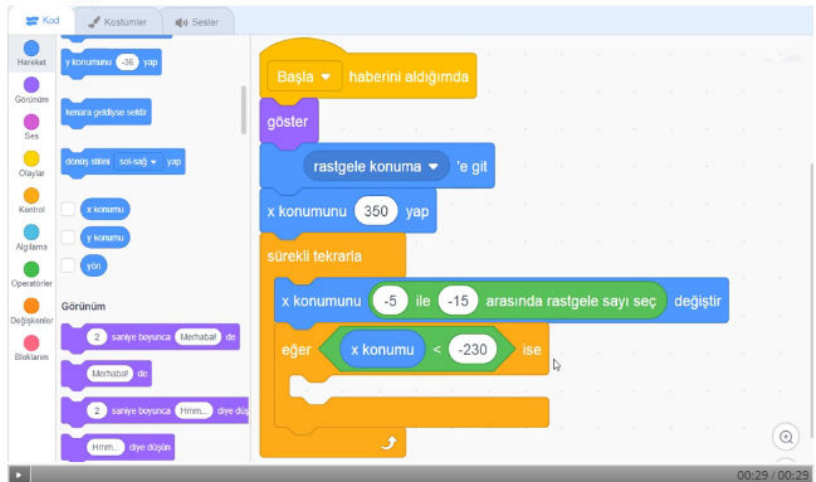 Kod Kostümler Sesler
Hareket
Görünüm
Ses
Olaylar
Kontrol
Algılama
Operatörler
Değişkenler
Bloklarım
y konumunu -36 yap
kenara geldiyse sektir
dönüş stilini sol-sağ yap
x konumu
y konumu
yön
Görünüm
2 saniye boyunca Merhaba! de
Merhaba! de
2 saniye boyunca Hmm... diye düş
Hmm... diye düşün
Başla haberini aldığımda
göster
rastgele konuma 'e git
x konumunu 350 yap
sürekli tekrarla
x konumunu -5 ile -15 arasında rastgele sayı seç değiştir
eğer x konumu < -230 ise
00:29 / 00:29